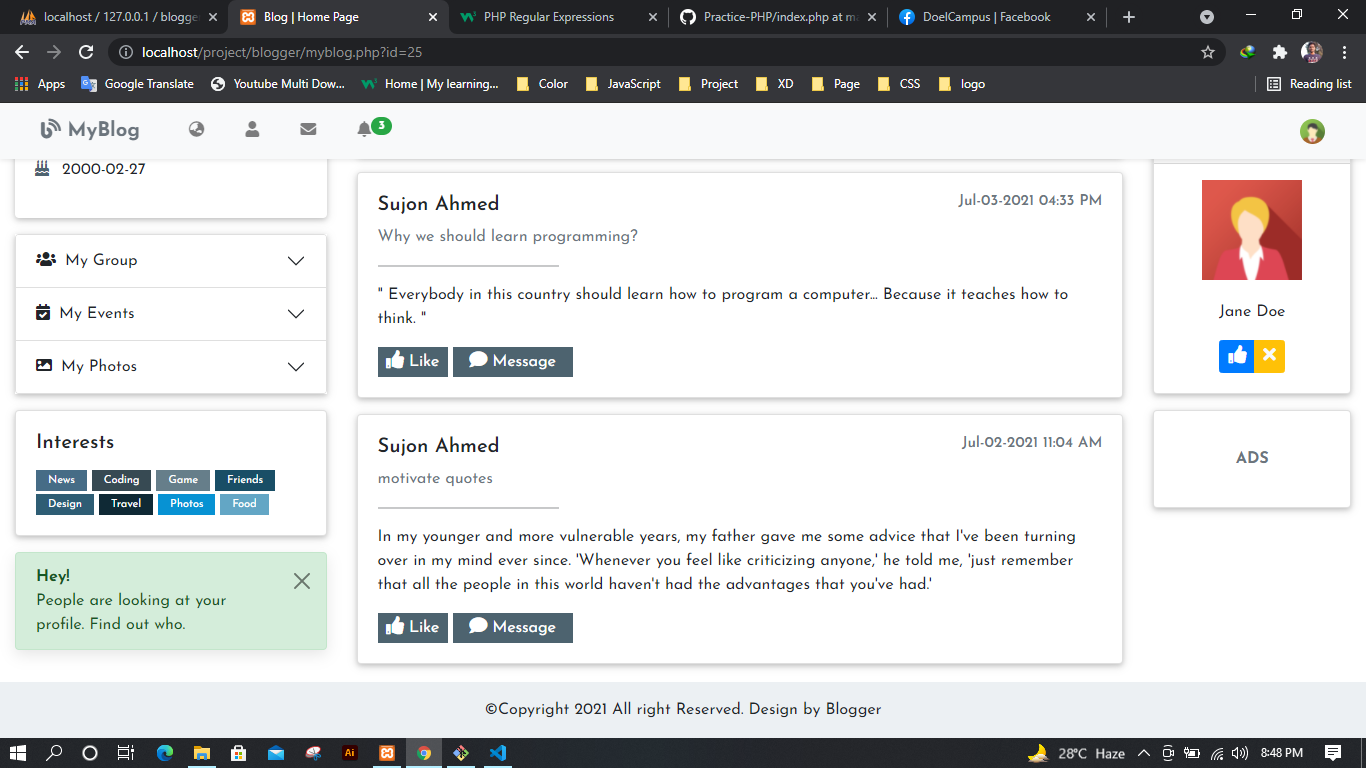 localhost / 127.0.0.1 / blogge
Blog | Home Page
PHP Regular Expressions
Practice-PHP/index.php at ma
DoelCampus | Facebook
localhost/project/blogger/myblog.php?id=25
Apps
Google Translate
Youtube Multi Dow...
Home | My learning...
Color
JavaScript
Project
XD
Page
CSS
logo
Reading list
MyBlog
3
2000-02-27
My Group
My Events
My Photos
Interests
News Coding Game Friends
Design Travel Photos Food
Hey!
People are looking at your
profile. Find out who.
Sujon Ahmed
Jul-03-2021 04:33 PM
Why we should learn programming?
" Everybody in this country should learn how to program a computer... Because it teaches how to
think. "
Like Message
Sujon Ahmed
Jul-02-2021 11:04 AM
motivate quotes
In my younger and more vulnerable years, my father gave me some advice that I've been turning
over in my mind ever since. 'Whenever you feel like criticizing anyone,' he told me, 'just remember
that all the people in this world haven't had the advantages that you've had.'
Like Message
Jane Doe
ADS
©Copyright 2021 All right Reserved. Design by Blogger
Ai
28°C Haze
8:48 PM